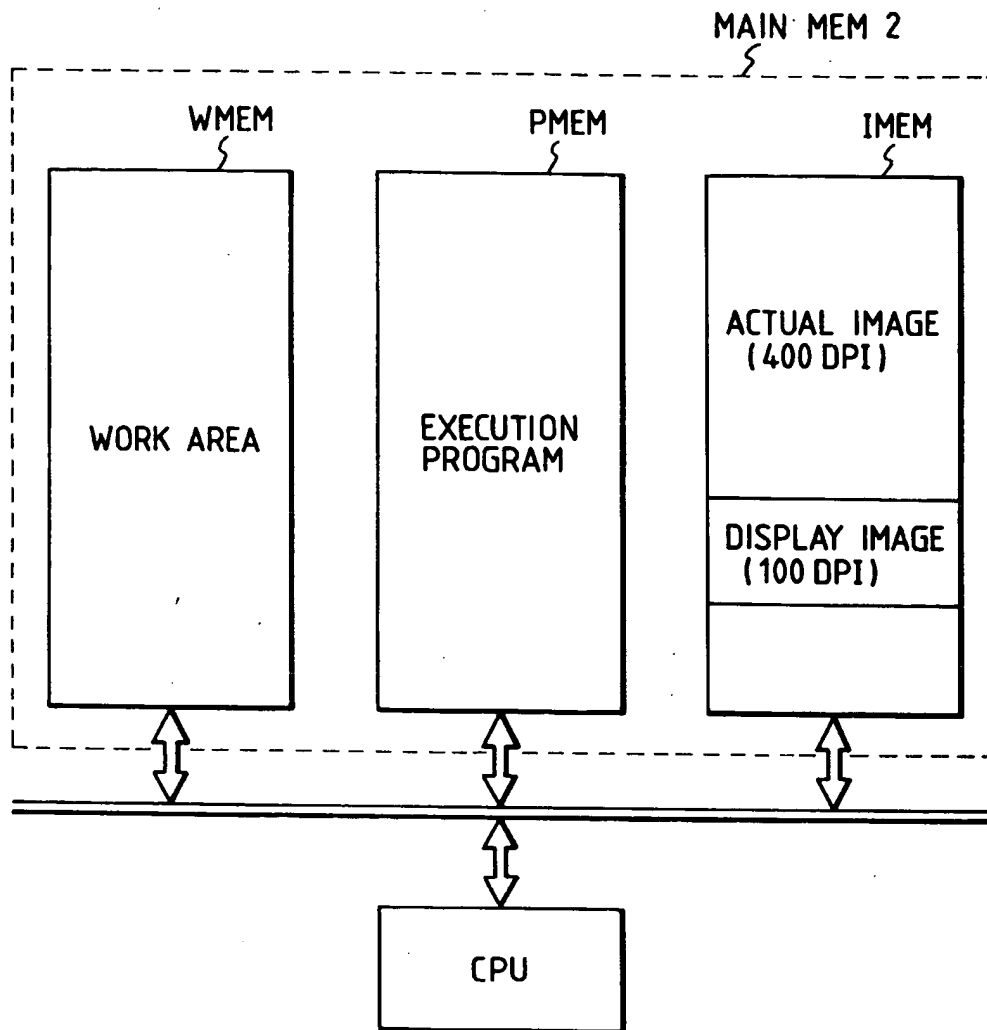 MAIN MEM 2
WMEM
PMEM
IMEM
WORK AREA
EXECUTION
PROGRAM
ACTUAL IMAGE
(400 DPI)
DISPLAY IMAGE
(100 DPI)
CPU